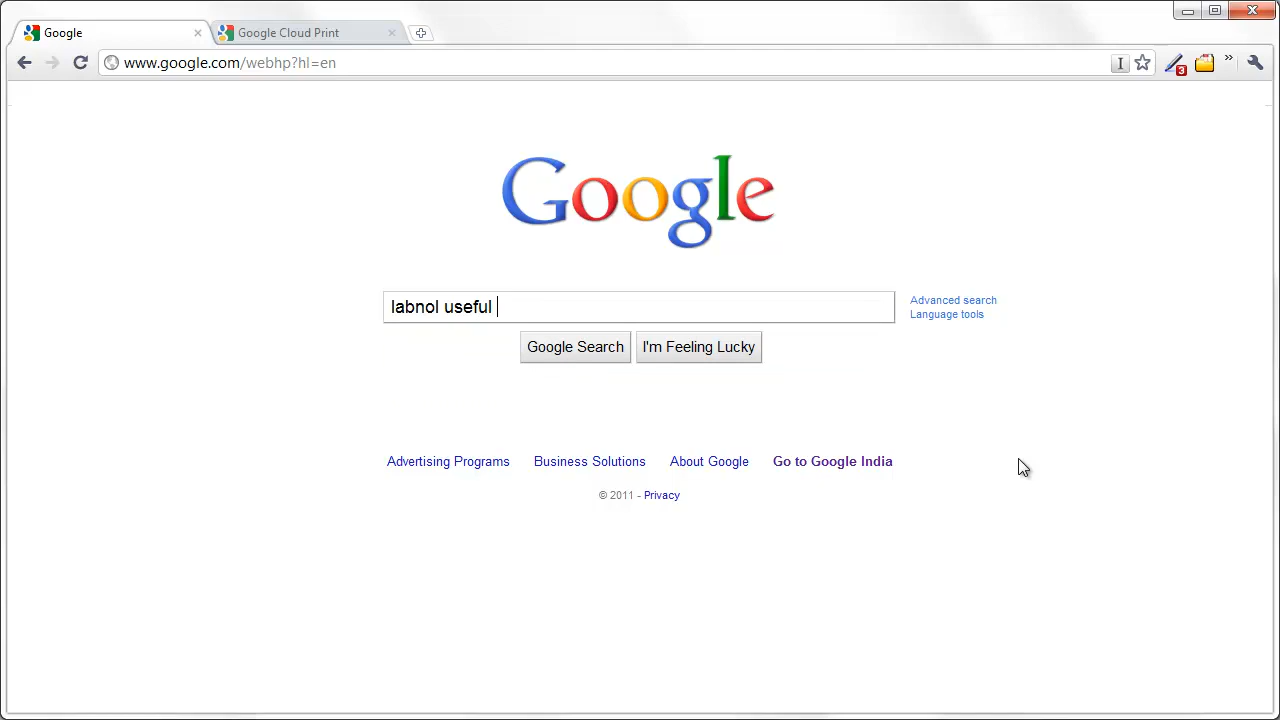 Google
Google Cloud Print
www.google.com/webhp?hl=en
3
Google
labnol useful
Advanced search
Language tools
Google Search
I'm Feeling Lucky
Advertising Programs
Business Solutions
About Google
Go to Google India
© 2011 - Privacy